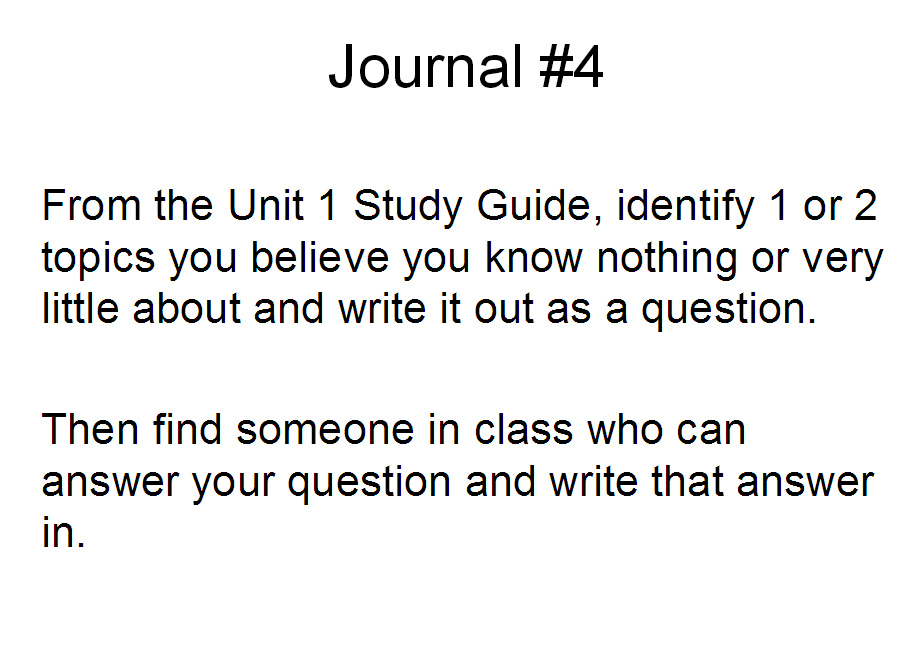 Journal #4
From the Unit 1 Study Guide, identify 1 or 2
topics you believe you know nothing or very
little about and write it out as a question.
Then find someone in class who can
answer your question and write that answer
in.